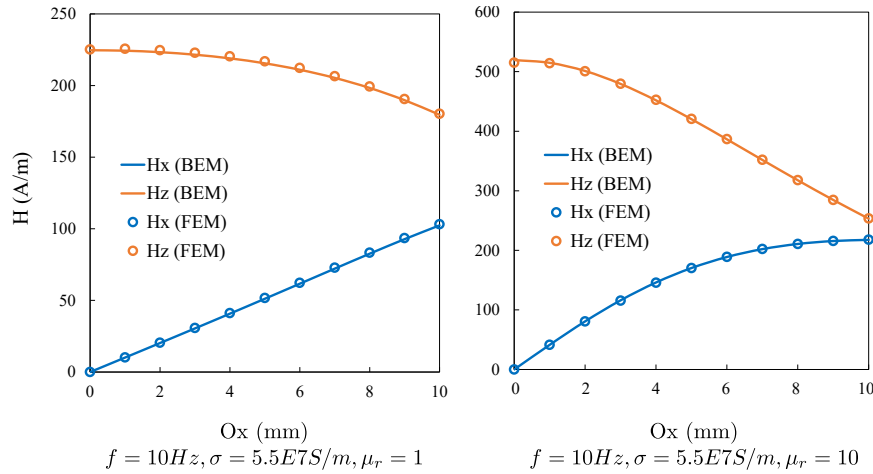 250
200
150
100
50
0
H (A/m)
Hx (BEM)
Hz (BEM)
Hx (FEM)
Hz (FEM)
0 2 4 6 8 10
Ox (mm)
f = 10Hz, σ = 5.5E7S/m, μr = 1
600
500
400
300
200
100
0
Hx (BEM)
Hz (BEM)
Hx (FEM)
Hz (FEM)
0 2 4 6 8 10
Ox (mm)
f = 10Hz, σ = 5.5E7S/m, μr = 10